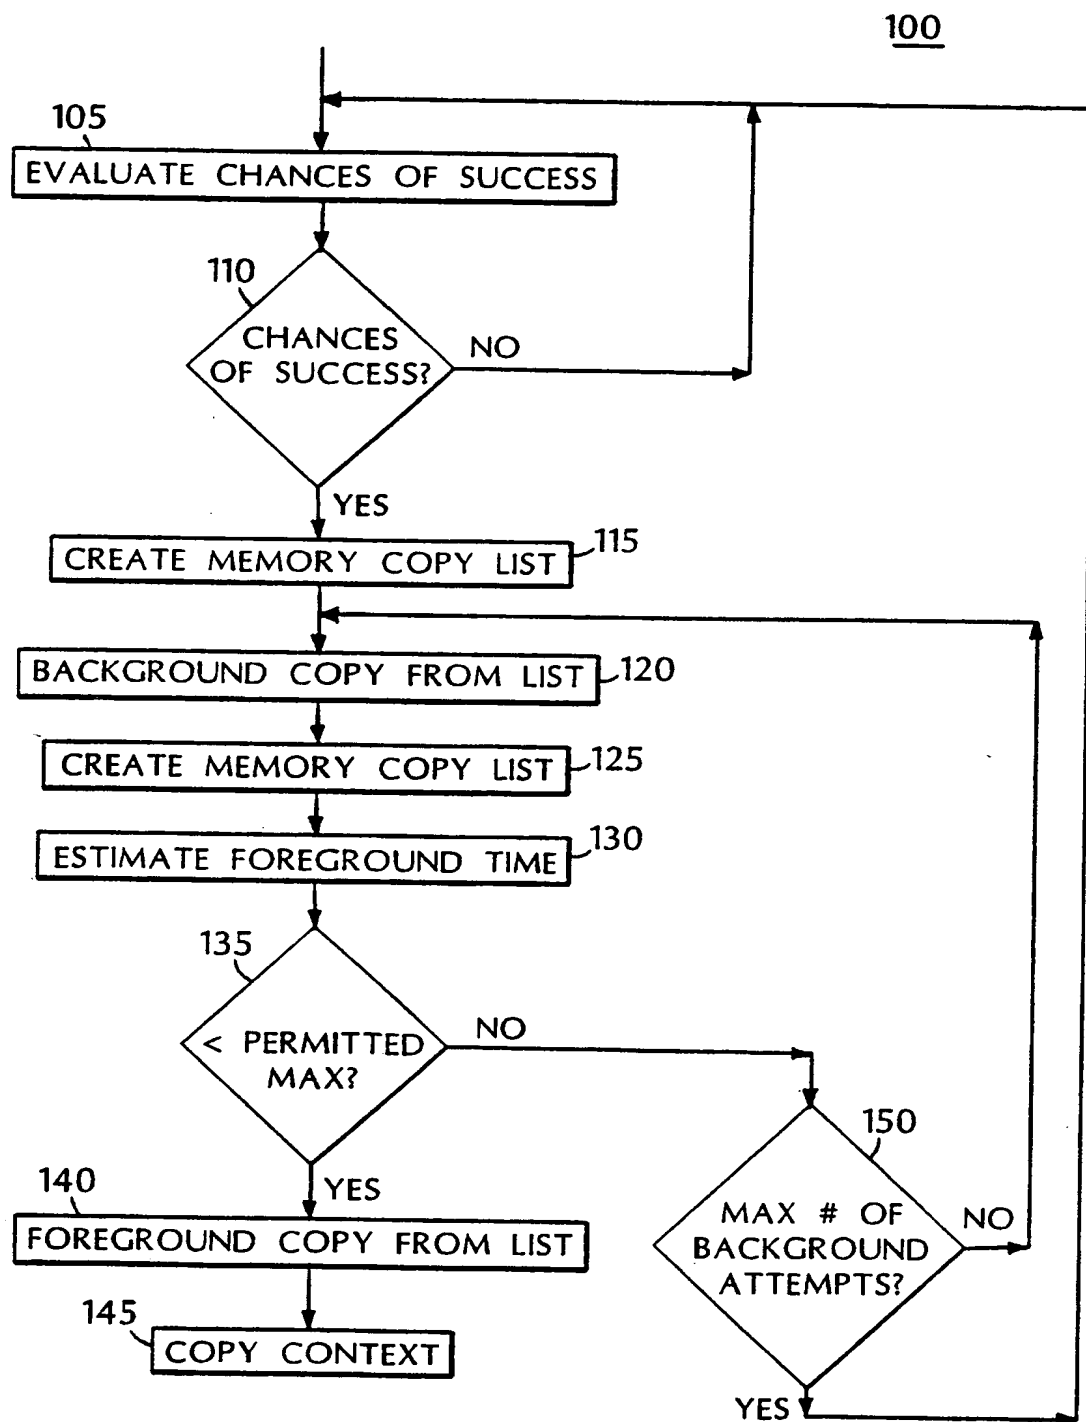 100
105
EVALUATE CHANCES OF SUCCESS
110
CHANCES
OF SUCCESS?
NO
YES
CREATE MEMORY COPY LIST
115
BACKGROUND COPY FROM LIST
120
CREATE MEMORY COPY LIST
125
ESTIMATE FOREGROUND TIME
130
135
< PERMITTED
MAX?
NO
YES
140
FOREGROUND COPY FROM LIST
145
COPY CONTEXT
150
MAX # OF
BACKGROUND
ATTEMPTS?
NO
YES